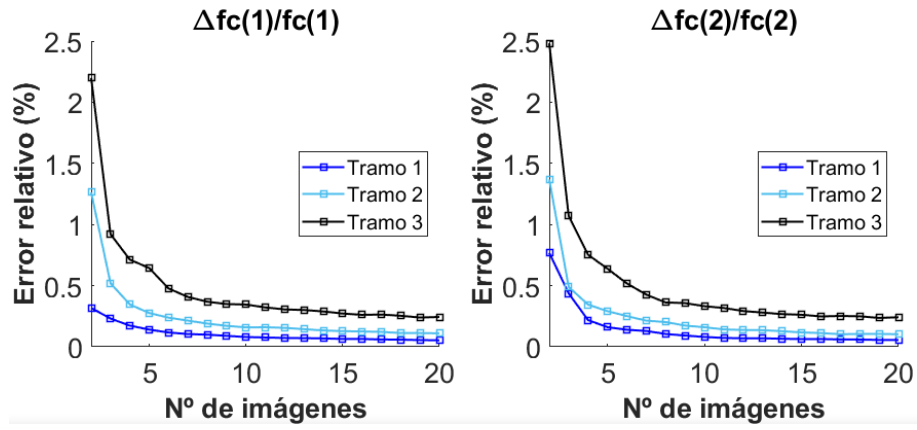 Δfc(1)/fc(1)
2.5
2
1.5
1
0.5
0
Error relativo (%)
5
10
15
20
Nº de imágenes
Tramo 1
Tramo 2
Tramo 3
Δfc(2)/fc(2)
2.5
2
1.5
1
0.5
0
Error relativo (%)
5
10
15
20
Nº de imágenes
Tramo 1
Tramo 2
Tramo 3